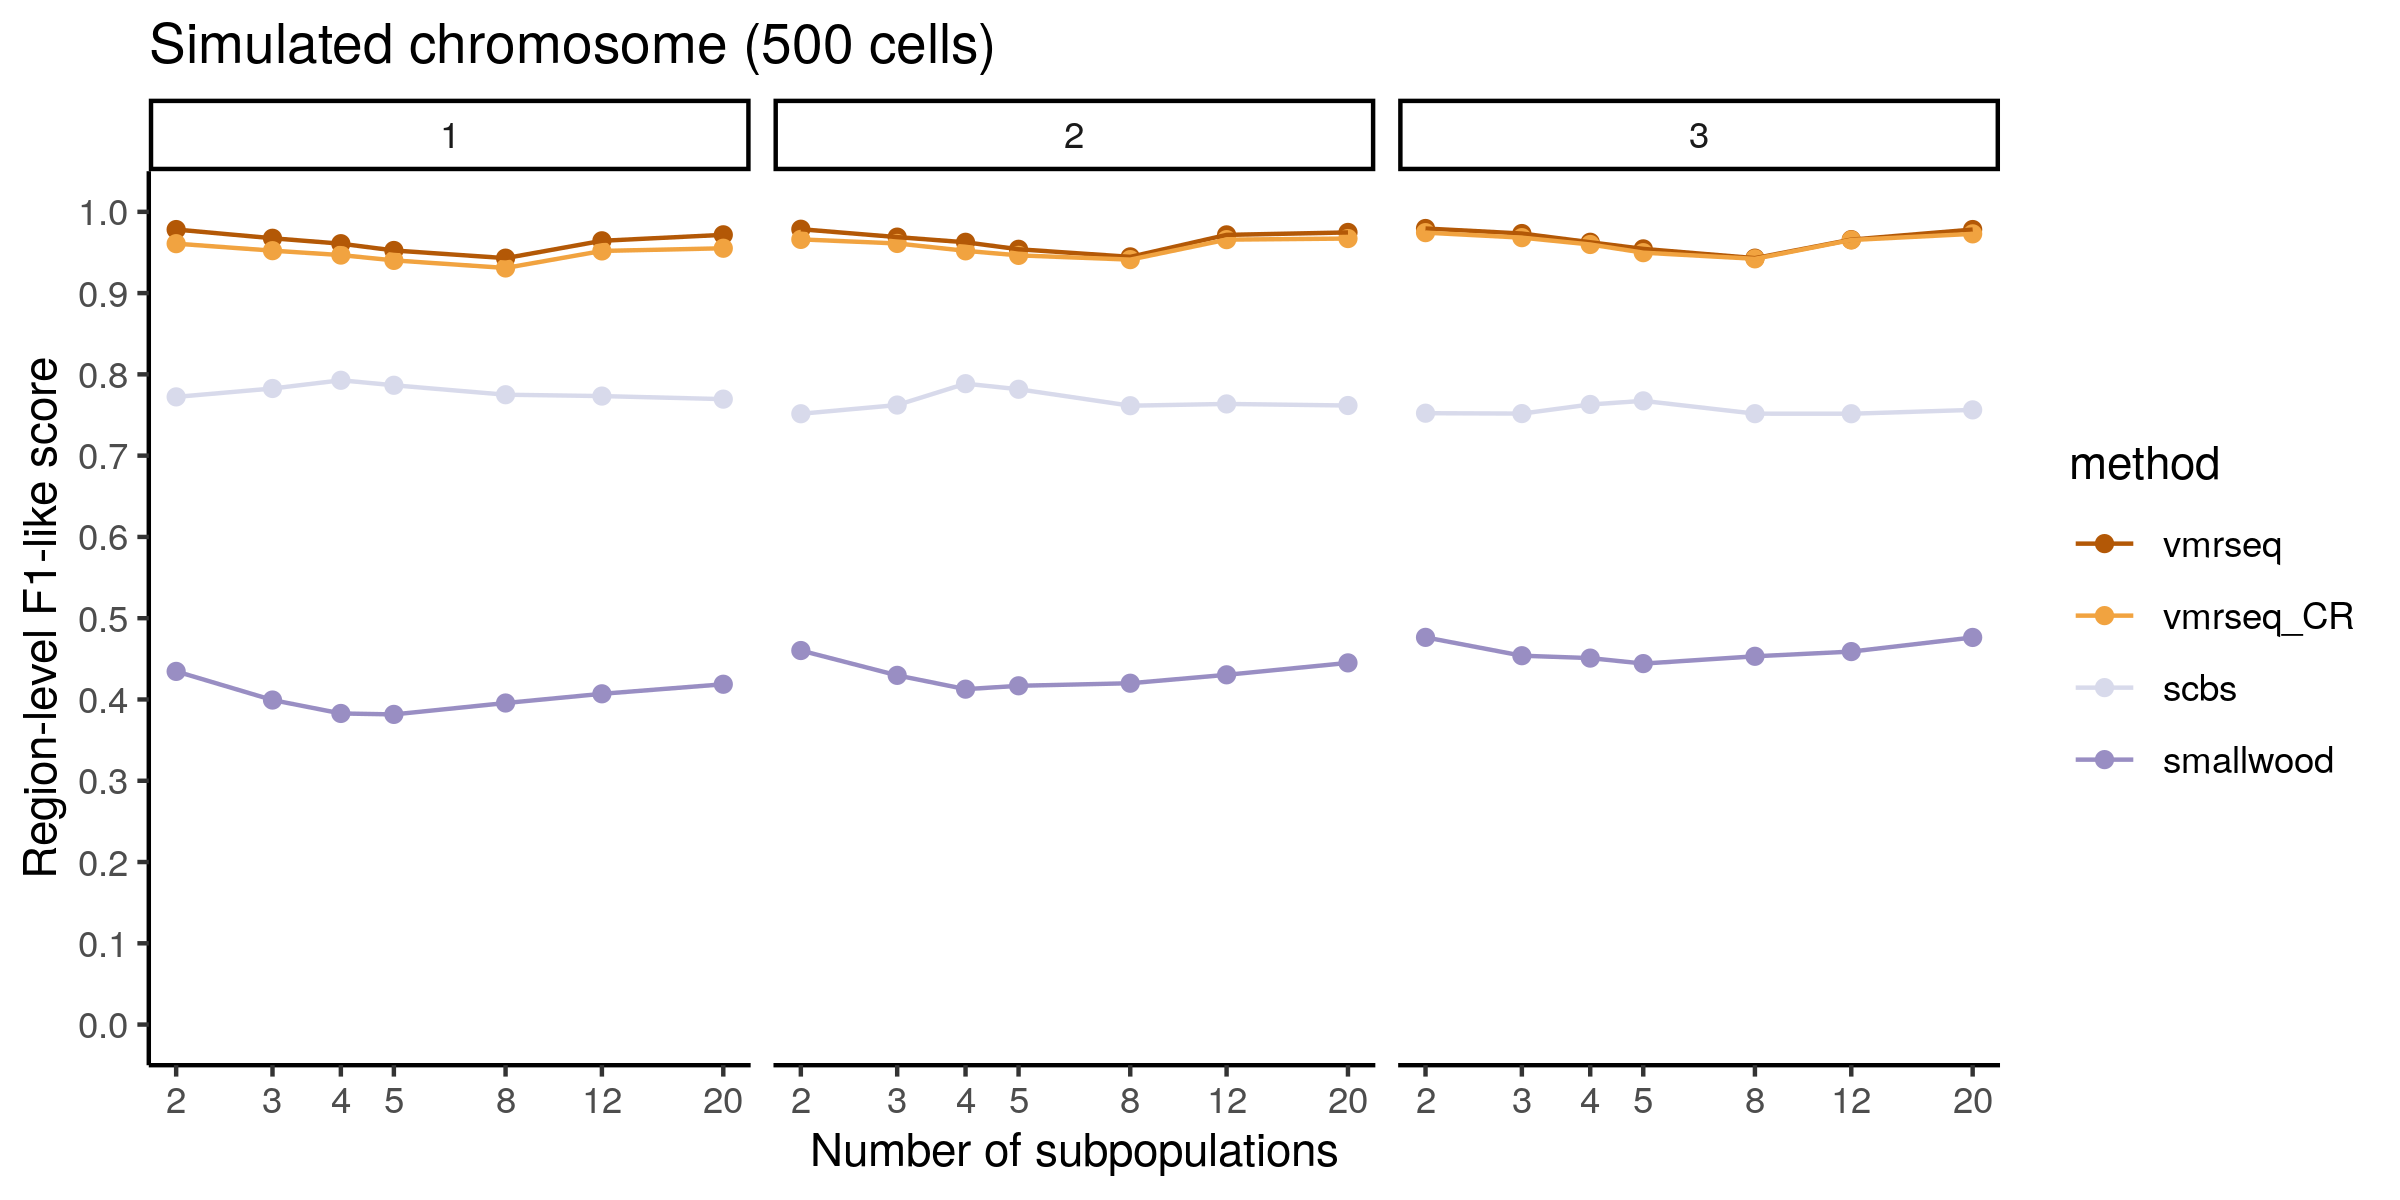 Simulated chromosome (500 cells)
1 2 3
Region-level F1-like score
1.0
0.9
0.8
0.7
0.6
0.5
0.4
0.3
0.2
0.1
0.0
2 3 4 5 8 12 20 2 3 4 5 8 12 20 2 3 4 5 8 12 20
Number of subpopulations
method
vmrseq
vmrseq_CR
scbs
smallwood